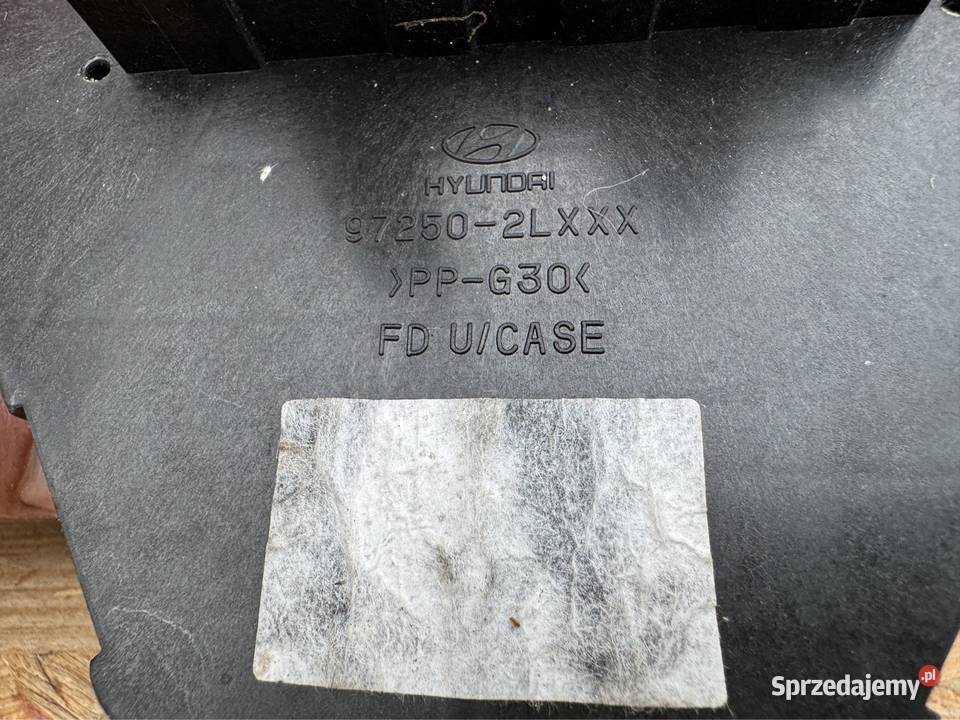 HYUNDAI
97250-2LXXX
>PP-G30<
FD U/CASE
Sprzedajemy.pl